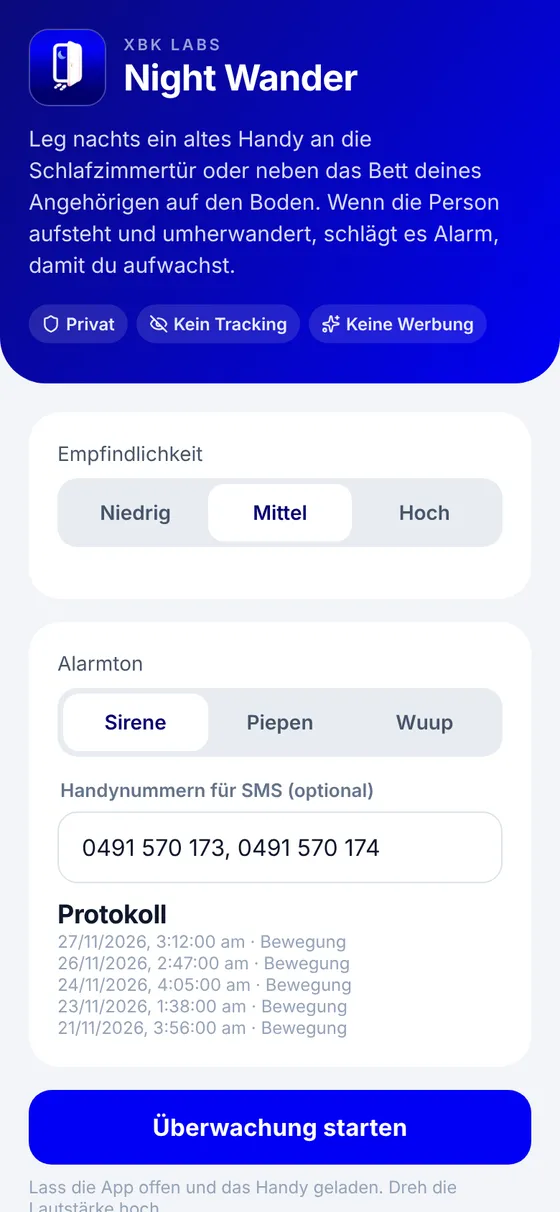 XBK LABS
Night Wander
Leg nachts ein altes Handy an die
Schlafzimmertür oder neben das Bett deines
Angehörigen auf den Boden. Wenn die Person
aufsteht und umherwandert, schlägt es Alarm,
damit du aufwachst.
Privat
Kein Tracking
Keine Werbung
Empfindlichkeit
Niedrig
Mittel
Hoch
Alarmton
Sirene
Piepen
Wuup
Handynummern für SMS (optional)
0491 570 173, 0491 570 174
Protokoll
27/11/2026, 3:12:00 am · Bewegung
26/11/2026, 2:47:00 am · Bewegung
24/11/2026, 4:05:00 am · Bewegung
23/11/2026, 1:38:00 am · Bewegung
21/11/2026, 3:56:00 am · Bewegung
Überwachung starten
Lass die App offen und das Handy geladen. Dreh die
Lautstärke hoch